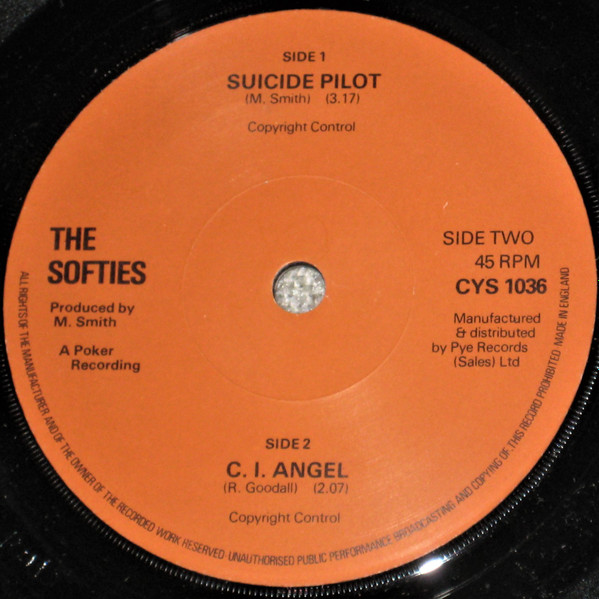 SIDE 1
SUICIDE PILOT
(M. Smith) (3.17)
Copyright Control
THE
SOFTIES
Produced by
M. Smith
A Poker
Recording
SIDE TWO
45 RPM
CYS 1036
Manufactured
& distributed
by Pye Records
(Sales) Ltd
SIDE 2
C. I. ANGEL
(R. Goodall) (2.07)
Copyright Control
ALL RIGHTS OF THE MANUFACTURER AND OF THE OWNER OF THE RECORDED WORK RESERVED UNAUTHORISED PUBLIC PERFORMANCE BROADCASTING AND COPYING OF THIS RECORD PROHIBITED MADE IN ENGLAND